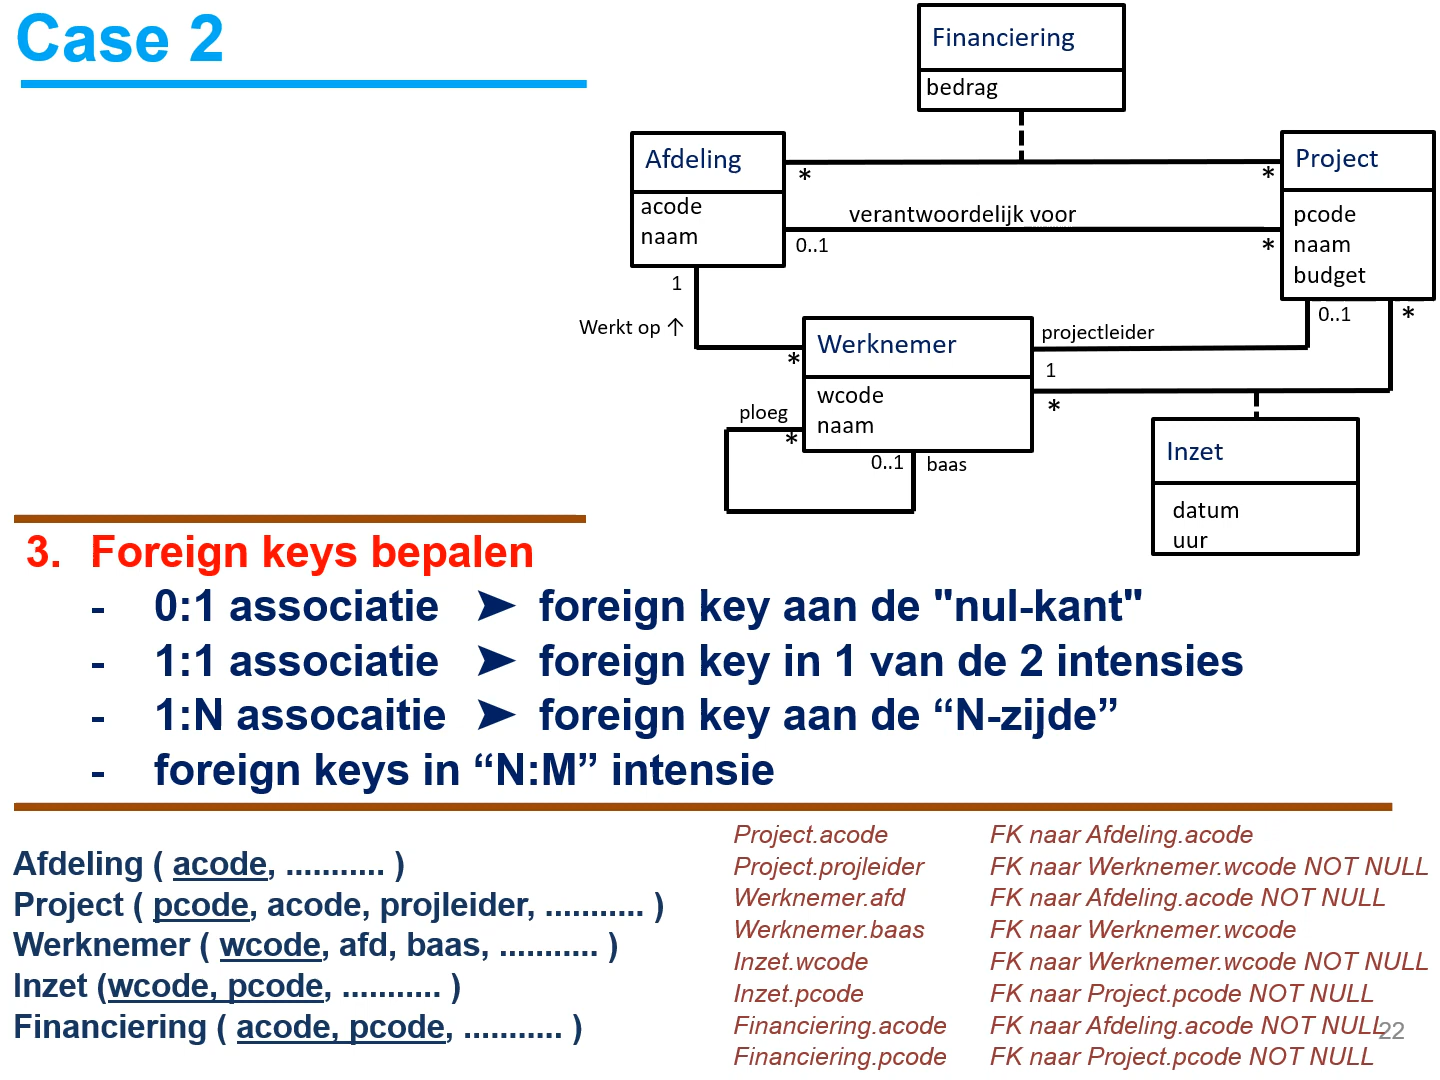 Case 2
Financiering
bedrag
Afdeling
acode
naam
*
*
Project
pcode
naam
budget
verantwoordelijk voor
0..1
*
1
Werkt op ↑
*
Werknemer
wcode
naam
projectleider
0..1
*
1
*
ploeg
*
0..1
baas
Inzet
datum
uur
3. Foreign keys bepalen
- 0:1 associatie ➤ foreign key aan de "nul-kant"
- 1:1 associatie ➤ foreign key in 1 van de 2 intensies
- 1:N assocaitie ➤ foreign key aan de “N-zijde”
- foreign keys in “N:M” intensie
Afdeling ( acode, ........... )
Project ( pcode, acode, projleider, ........... )
Werknemer ( wcode, afd, baas, ........... )
Inzet (wcode, pcode, ........... )
Financiering ( acode, pcode, ........... )
Project.acode FK naar Afdeling.acode
Project.projleider FK naar Werknemer.wcode NOT NULL
Werknemer.afd FK naar Afdeling.acode NOT NULL
Werknemer.baas FK naar Werknemer.wcode
Inzet.wcode FK naar Werknemer.wcode NOT NULL
Inzet.pcode FK naar Project.pcode NOT NULL
Financiering.acode FK naar Afdeling.acode NOT NULL
Financiering.pcode FK naar Project.pcode NOT NULL
22